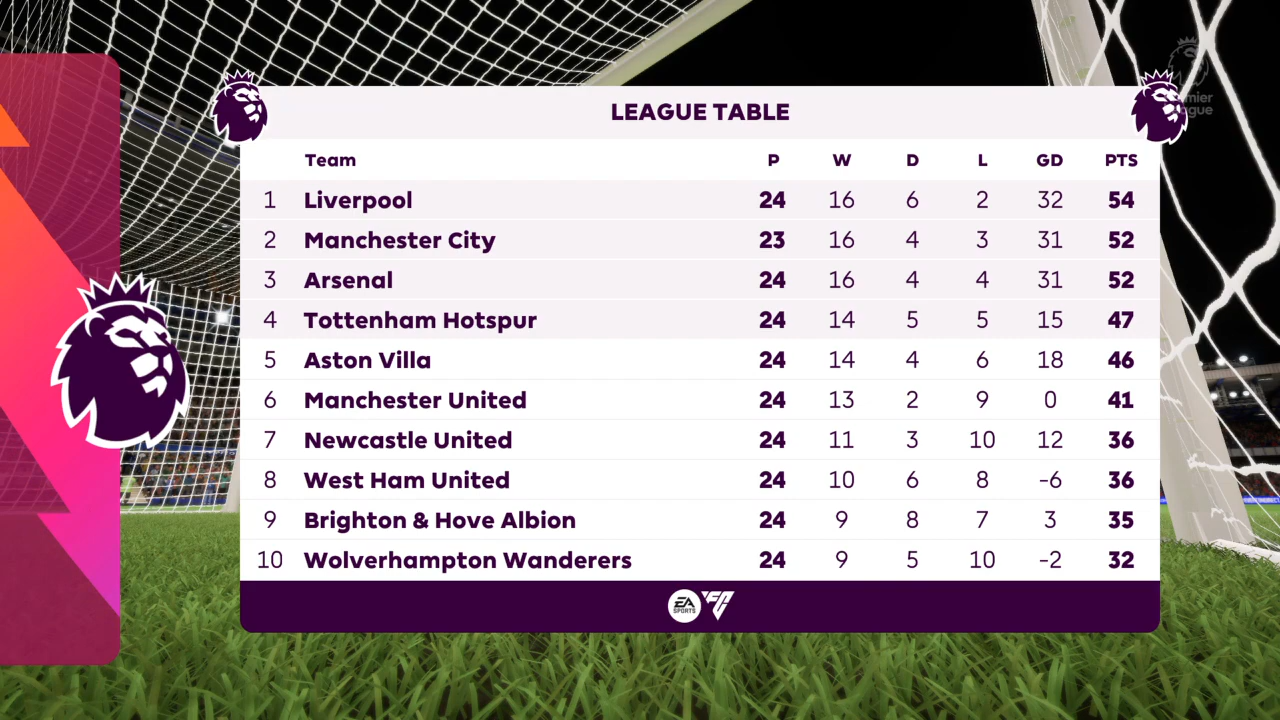 Premier League
LEAGUE TABLE
Team P W D L GD PTS
1 Liverpool 24 16 6 2 32 54
2 Manchester City 23 16 4 3 31 52
3 Arsenal 24 16 4 4 31 52
4 Tottenham Hotspur 24 14 5 5 15 47
5 Aston Villa 24 14 4 6 18 46
6 Manchester United 24 13 2 9 0 41
7 Newcastle United 24 11 3 10 12 36
8 West Ham United 24 10 6 8 -6 36
9 Brighton & Hove Albion 24 9 8 7 3 35
10 Wolverhampton Wanderers 24 9 5 10 -2 32
EA SPORTS FC